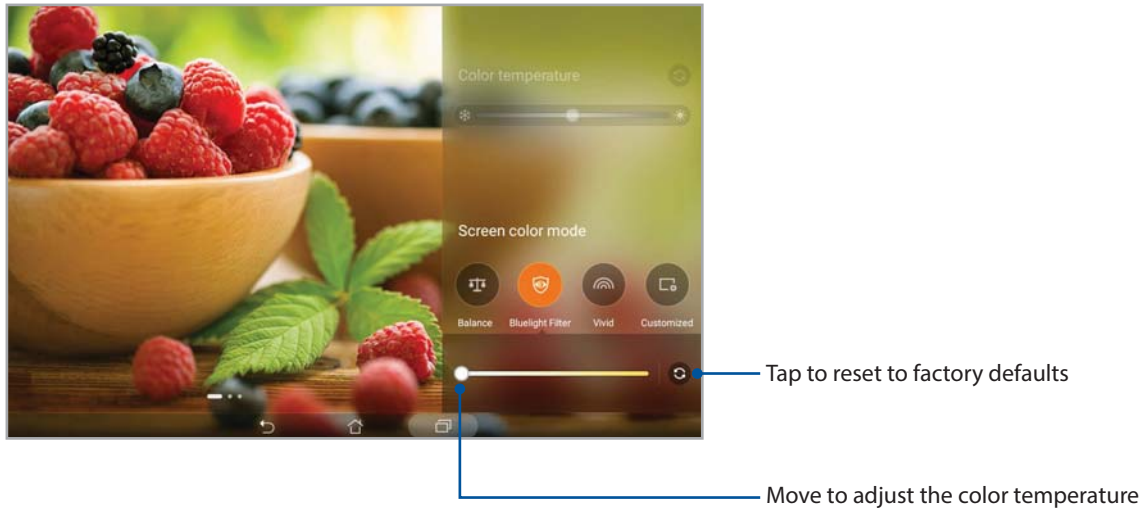 Color temperature
Screen color mode
Balance Bluelight Filter Vivid Customized
Tap to reset to factory defaults
Move to adjust the color temperature